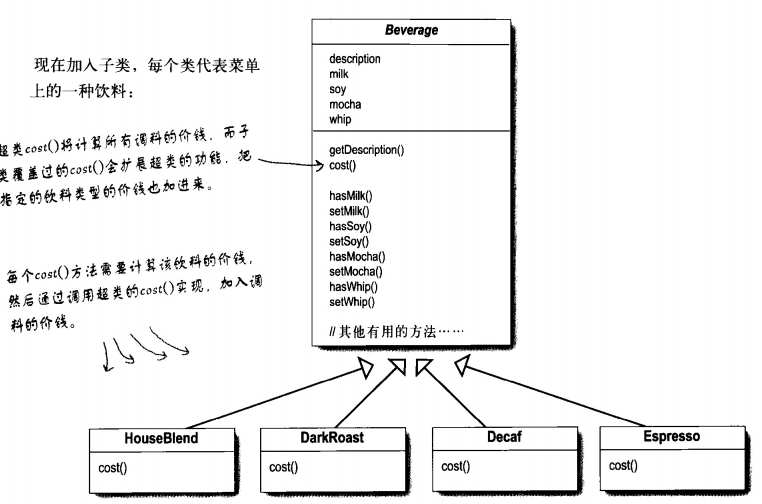 现在加入子类，每个类代表菜单
上的一种饮料：
超类cost()将计算所有调料的价钱，而子
类覆盖过的cost()会扩展超类的功能，把
指定的饮料类型的价钱也加进来。
每个cost()方法需要计算该饮料的价钱，
然后通过调用超类的cost()实现，加入调
料的价钱。
Beverage
description
milk
soy
mocha
whip
getDescription()
cost()
hasMilk()
setMilk()
hasSoy()
setSoy()
hasMocha()
setMocha()
hasWhip()
setWhip()
//其他有用的方法……
HouseBlend
cost()
DarkRoast
cost()
Decaf
cost()
Espresso
cost()